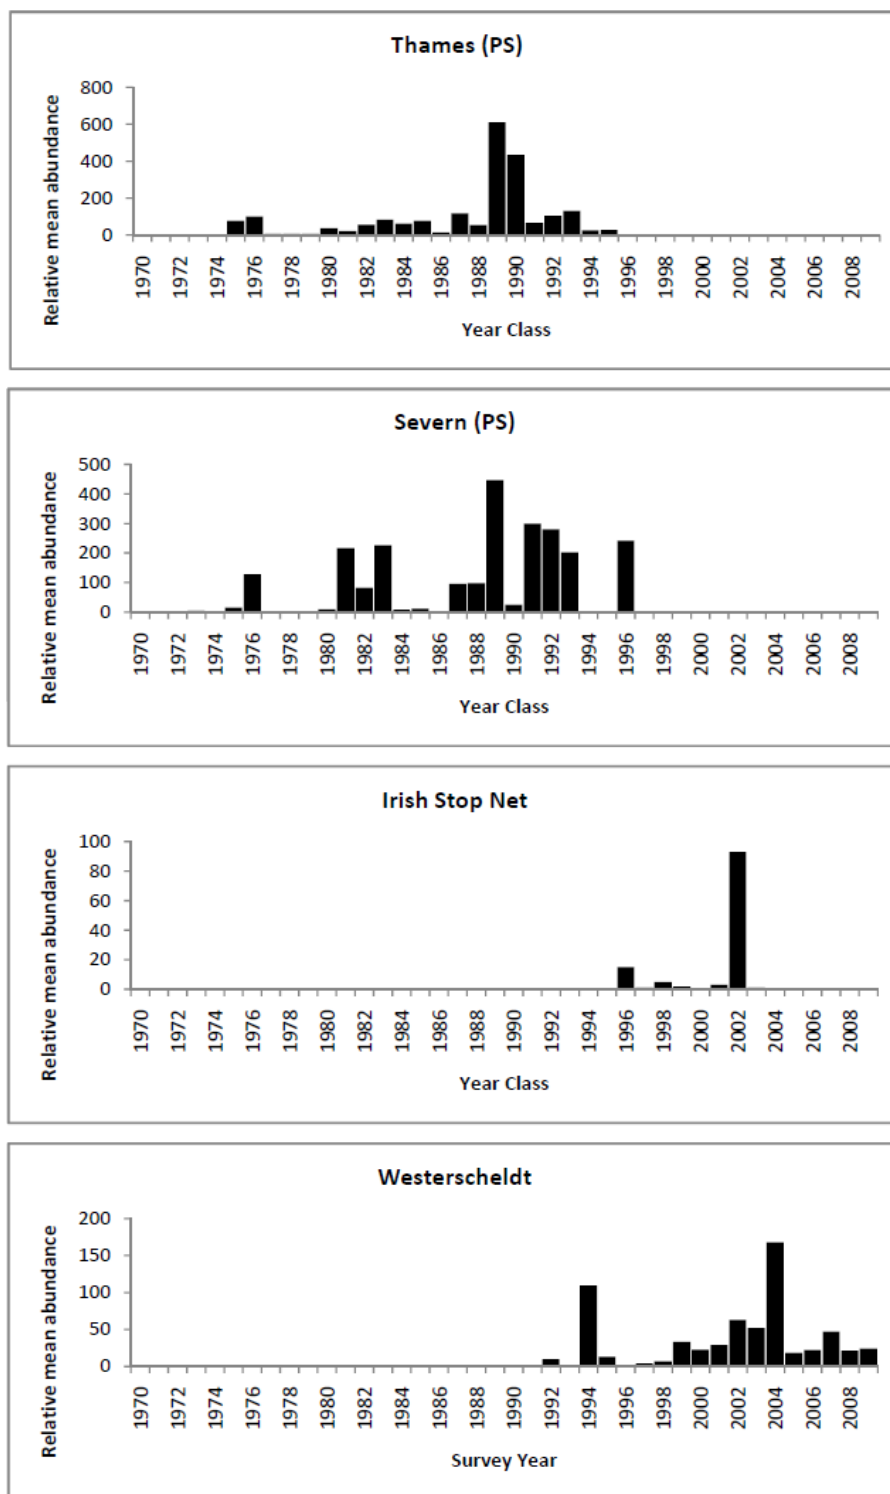 Thames (PS)
Relative mean abundance
800
600
400
200
0
1970 1972 1974 1976 1978 1980 1982 1984 1986 1988 1990 1992 1994 1996 1998 2000 2002 2004 2006 2008
Year Class
Severn (PS)
Relative mean abundance
500
400
300
200
100
0
1970 1972 1974 1976 1978 1980 1982 1984 1986 1988 1990 1992 1994 1996 1998 2000 2002 2004 2006 2008
Year Class
Irish Stop Net
Relative mean abundance
100
80
60
40
20
0
1970 1972 1974 1976 1978 1980 1982 1984 1986 1988 1990 1992 1994 1996 1998 2000 2002 2004 2006 2008
Year Class
Westerscheldt
Relative mean abundance
200
150
100
50
0
1970 1972 1974 1976 1978 1980 1982 1984 1986 1988 1990 1992 1994 1996 1998 2000 2002 2004 2006 2008
Survey Year